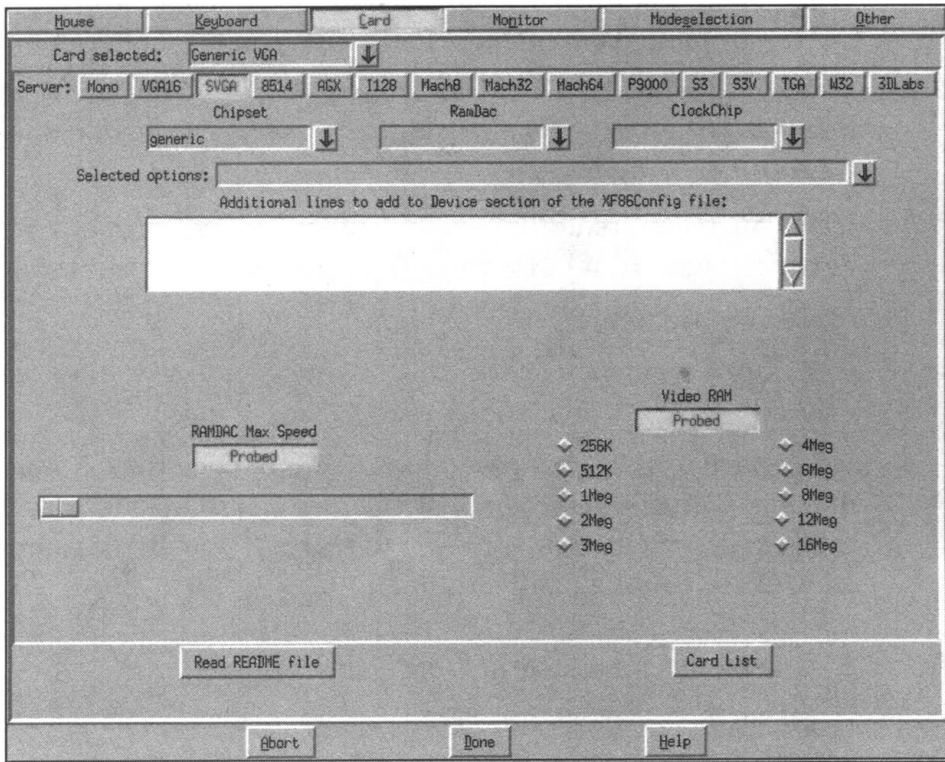 Mouse Keyboard Card Monitor Modeselection Other
Card selected: Generic VGA
Server: Mono VGA16 SVGA 8514 AGX I128 Mach8 Mach32 Mach64 P9000 S3 S3V TGA W32 3DLabs
Chipset RamDac ClockChip
generic
Selected options:
Additional lines to add to Device section of the XF86Config file:
Video RAM
Probed
RAMDAC Max Speed
Probed
256K 4Meg
512K 6Meg
1Meg 8Meg
2Meg 12Meg
3Meg 16Meg
Read README file Card List
Abort Done Help